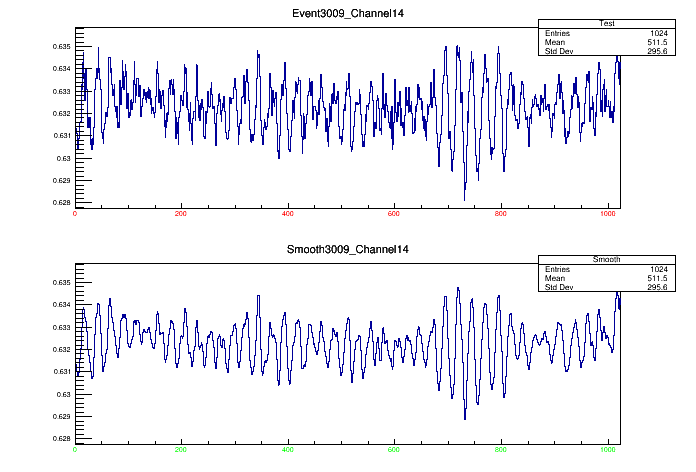 Event3009_Channel14
Test
Entries 1024
Mean 511.5
Std Dev 295.6
0.635
0.634
0.633
0.632
0.631
0.63
0.629
0.628
0 200 400 600 800 1000
Smooth3009_Channel14
Smooth
Entries 1024
Mean 511.5
Std Dev 295.6
0.635
0.634
0.633
0.632
0.631
0.63
0.629
0.628
0 200 400 600 800 1000